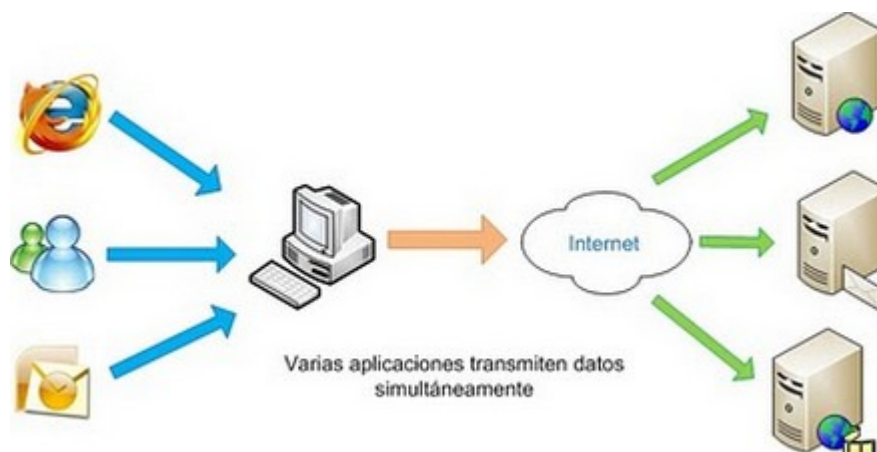 Internet
Varias aplicaciones transmiten datos
simultáneamente